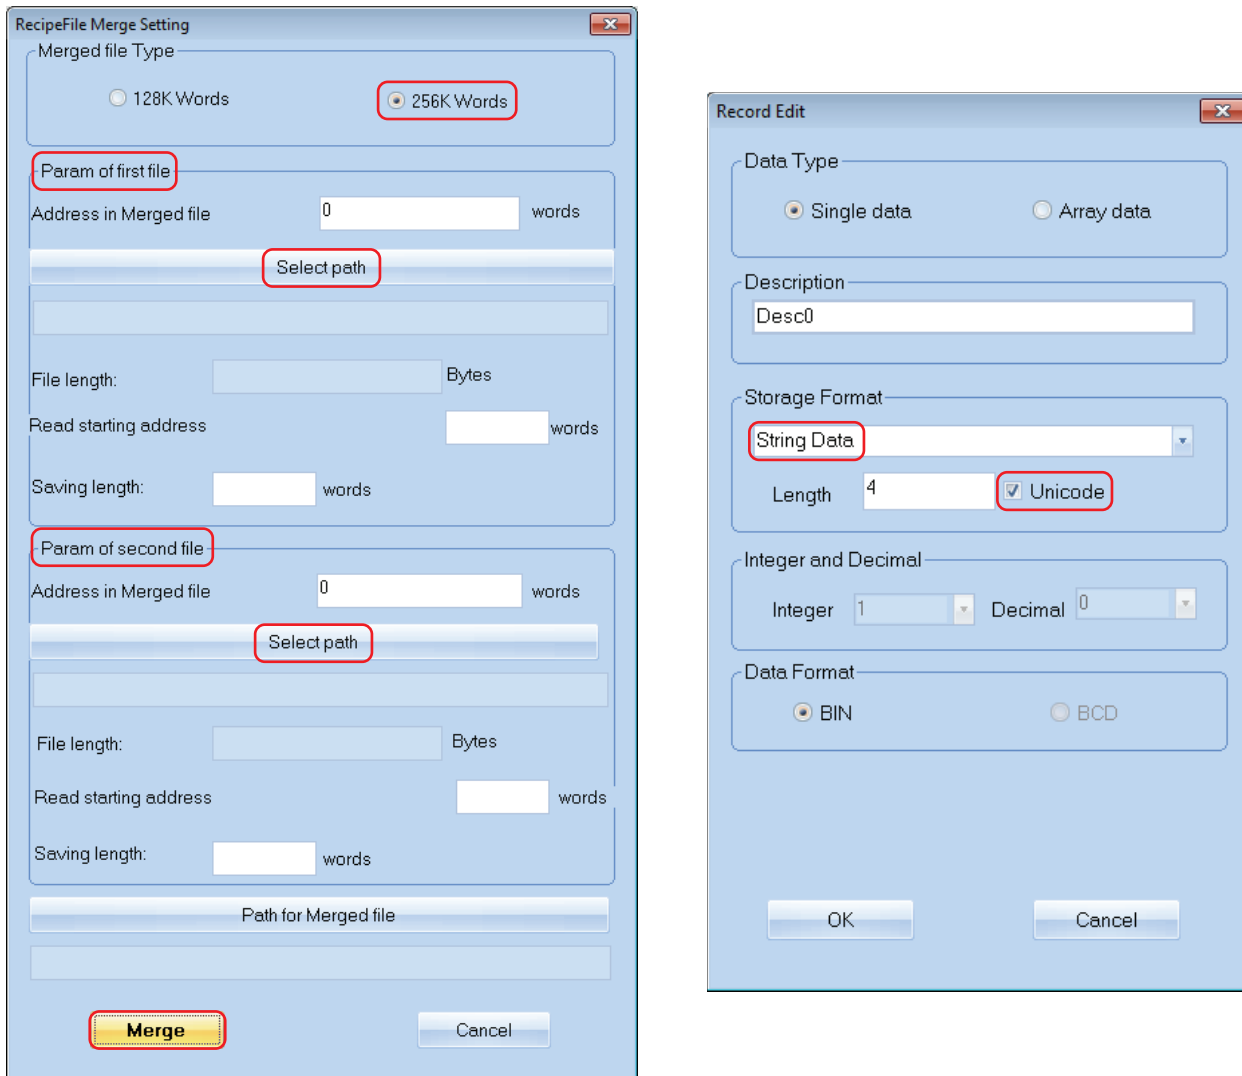 RecipeFile Merge Setting
Merged file Type
128K Words
256K Words
Param of first file
Address in Merged file 0 words
Select path
File length: Bytes
Read starting address words
Saving length: words
Param of second file
Address in Merged file 0 words
Select path
File length: Bytes
Read starting address words
Saving length: words
Path for Merged file
Merge Cancel
Record Edit
Data Type
Single data Array data
Description
Desc0
Storage Format
String Data
Length 4 Unicode
Integer and Decimal
Integer 1 Decimal 0
Data Format
BIN BCD
OK Cancel